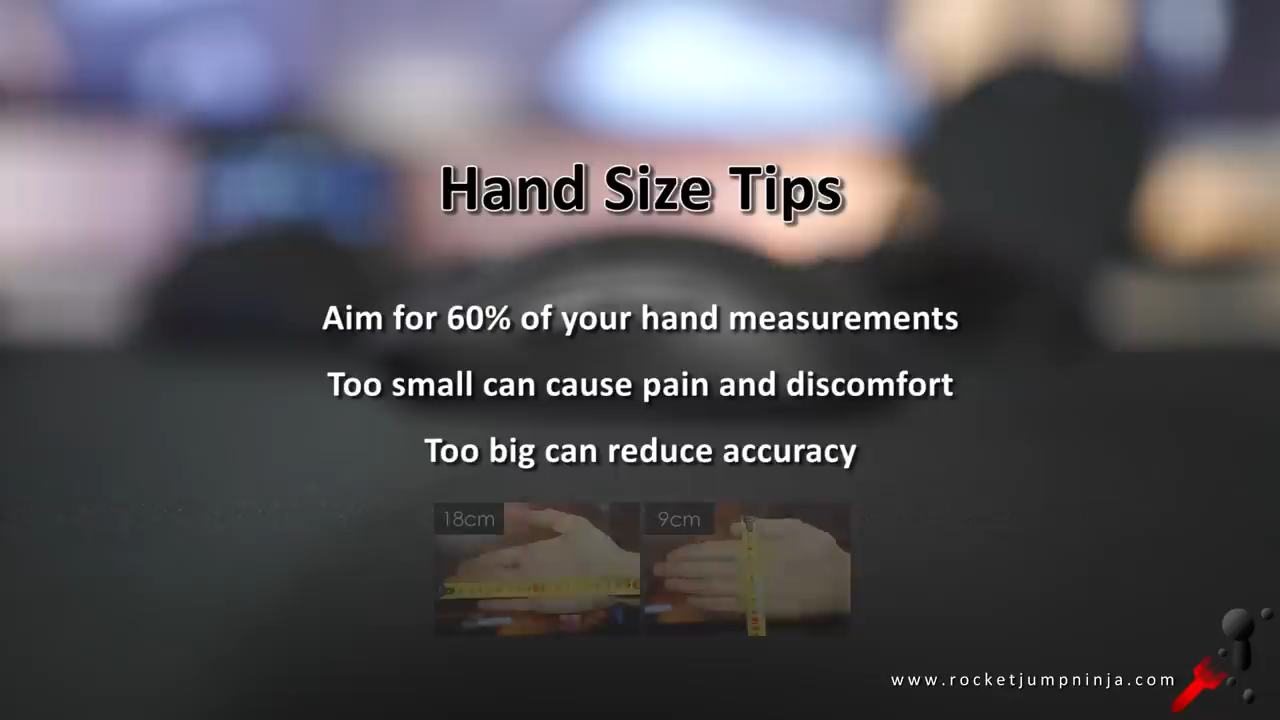 Hand Size Tips
Aim for 60% of your hand measurements
Too small can cause pain and discomfort
Too big can reduce accuracy
18cm
9cm
www.rocketjumpninja.com